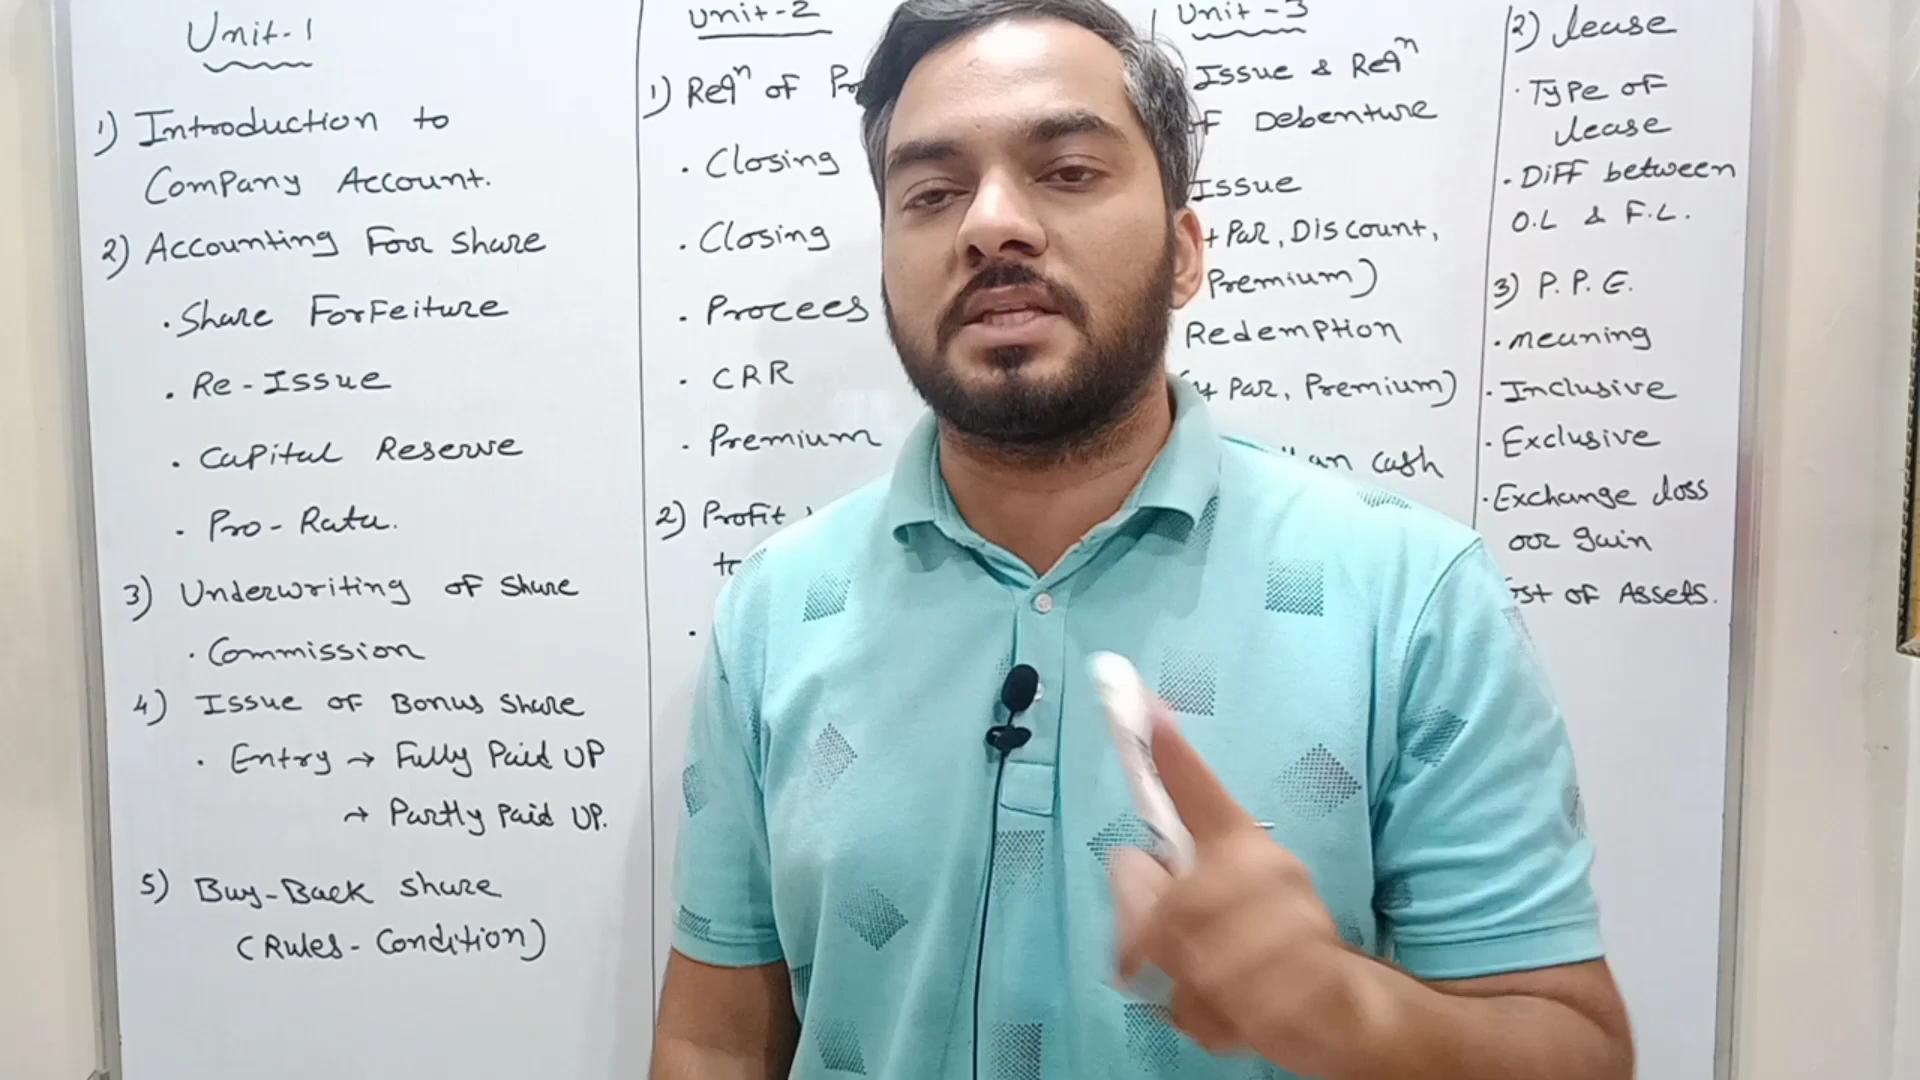 Unit-1
1) Introduction to
Company Account.
2) Accounting For share
. Share Forfeiture
. Re-Issue
. Capital Reserve
. Pro-Rata.
3) Underwriting of Share
. Commission
4) Issue of Bonus Share
. Entry → Fully Paid UP
→ Partly Paid UP.
5) Buy-Back share
(Rules-Condition)
Unit-2
1) Redⁿ of
. Closing
. Closing
. Procees
. CRR
. Premium
2) Profit
Unit-3
Issue & Redⁿ
Debenture
Issue
Par, Discount,
Premium)
Redemption
Par, Premium)
cash
2) lease
. Type of
lease
. Diff between
O.L & F.L.
3) P.P.E.
. meaning
. Inclusive
. Exclusive
. Exchange loss
or gain
of Assets.